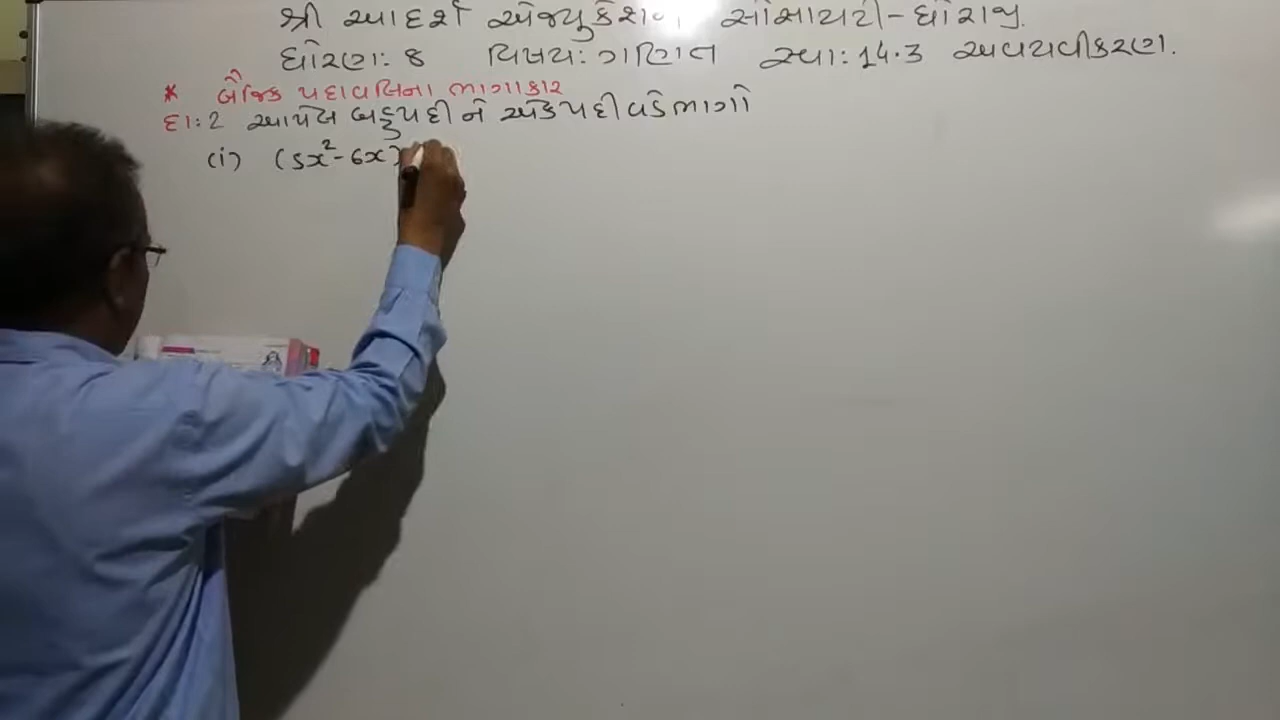 શ્રી આદર્શ એજ્યુકેશન સોસાયટી - ધોરાજી.
ધોરણ: 8 વિષય: ગણિત સ્વા: 14.3 અવયવીકરણ.
* બૈજિક પદાવલિના ભાગાકાર
દા: 2 આપેલ બહુપદી ને એકપદી વડે ભાગો
(i) (5x² - 6x)